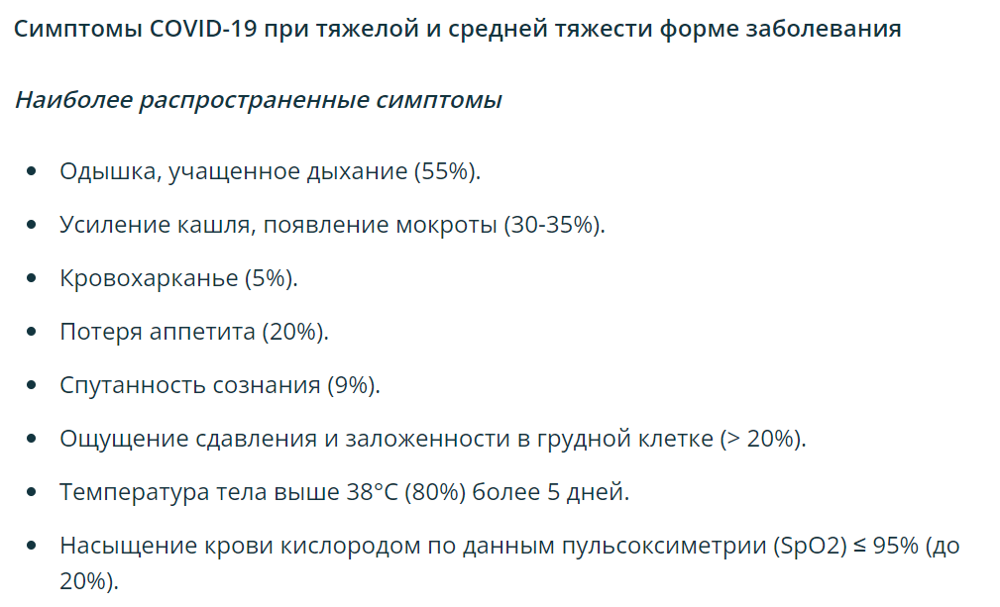 Симптомы COVID-19 при тяжелой и средней тяжести форме заболевания
Наиболее распространенные симптомы
• Одышка, учащенное дыхание (55%).
• Усиление кашля, появление мокроты (30-35%).
• Кровохарканье (5%).
• Потеря аппетита (20%).
• Спутанность сознания (9%).
• Ощущение сдавления и заложенности в грудной клетке (> 20%).
• Температура тела выше 38°C (80%) более 5 дней.
• Насыщение крови кислородом по данным пульсоксиметрии (SpO2) ≤ 95% (до
20%).